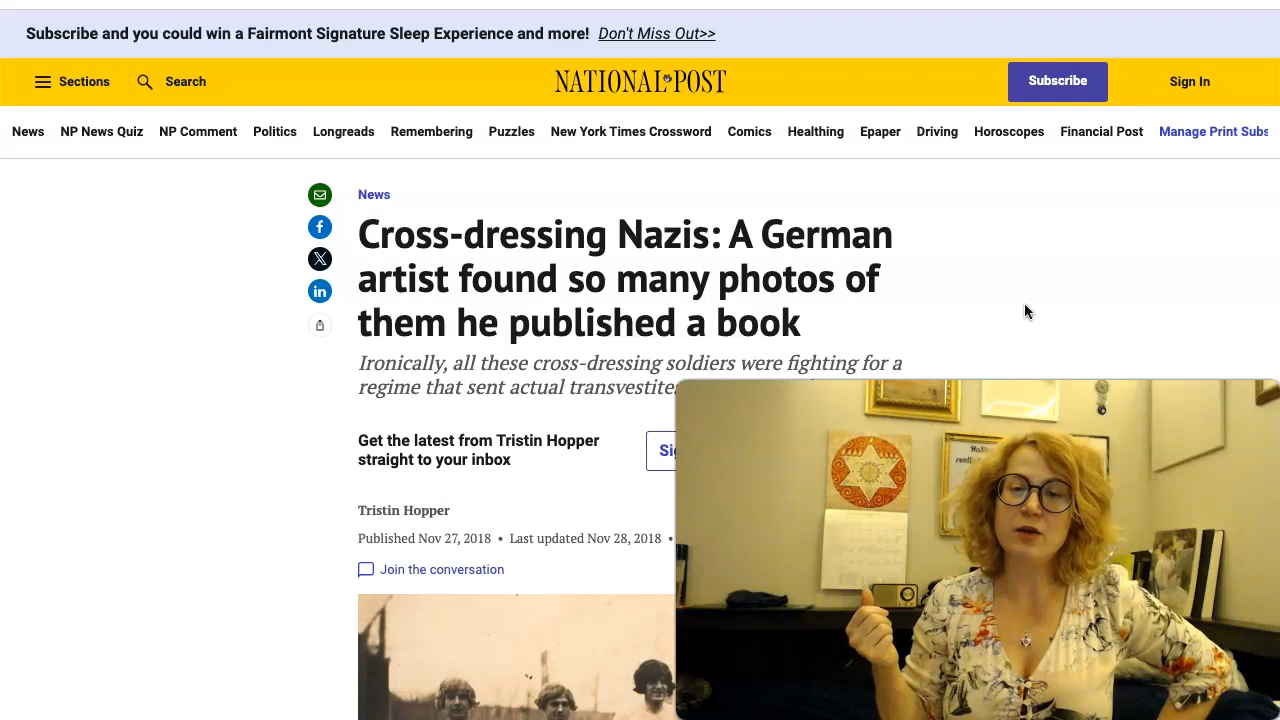 Subscribe and you could win a Fairmont Signature Sleep Experience and more! Don't Miss Out>>
Sections Search NATIONAL POST Subscribe Sign In
News NP News Quiz NP Comment Politics Longreads Remembering Puzzles New York Times Crossword Comics Healthing Epaper Driving Horoscopes Financial Post Manage Print Subs
News
Cross-dressing Nazis: A German
artist found so many photos of
them he published a book
Ironically, all these cross-dressing soldiers were fighting for a
regime that sent actual transvestites
Get the latest from Tristin Hopper
straight to your inbox
Tristin Hopper
Published Nov 27, 2018 • Last updated Nov 28, 2018 •
Join the conversation